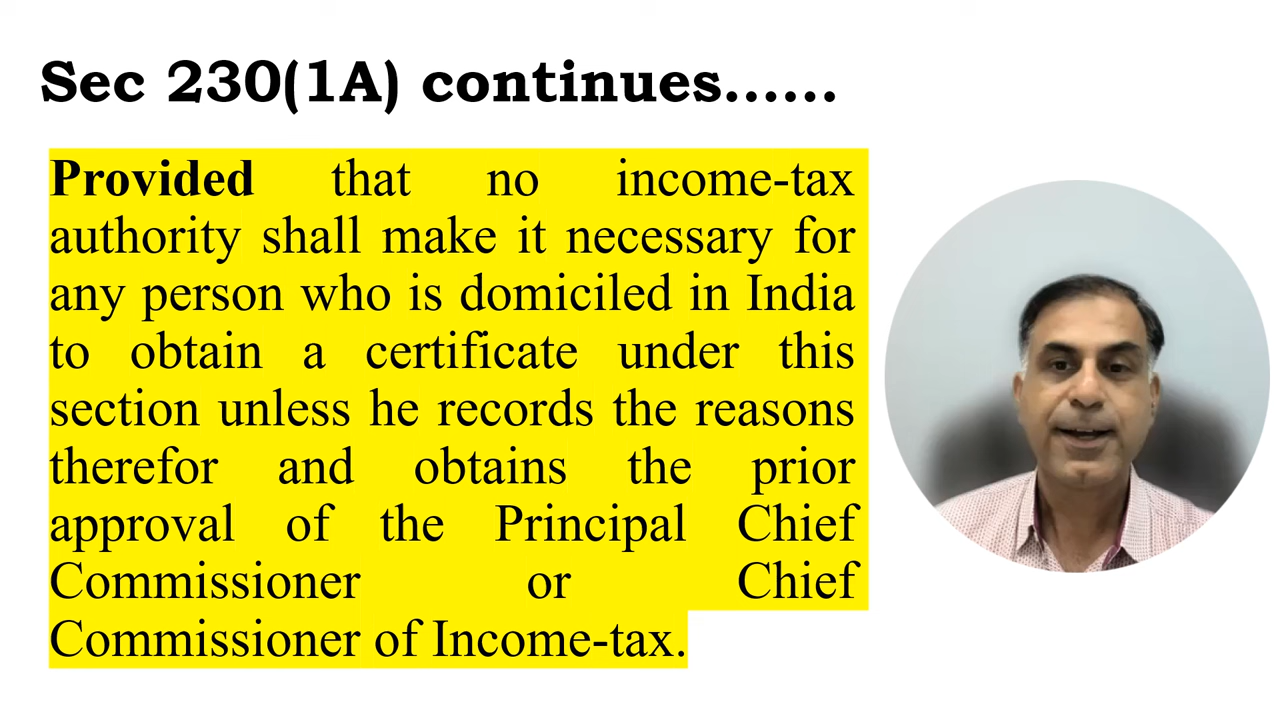 Sec 230(1A) continues......
Provided that no income-tax
authority shall make it necessary for
any person who is domiciled in India
to obtain a certificate under this
section unless he records the reasons
therefor and obtains the prior
approval of the Principal Chief
Commissioner or Chief
Commissioner of Income-tax.